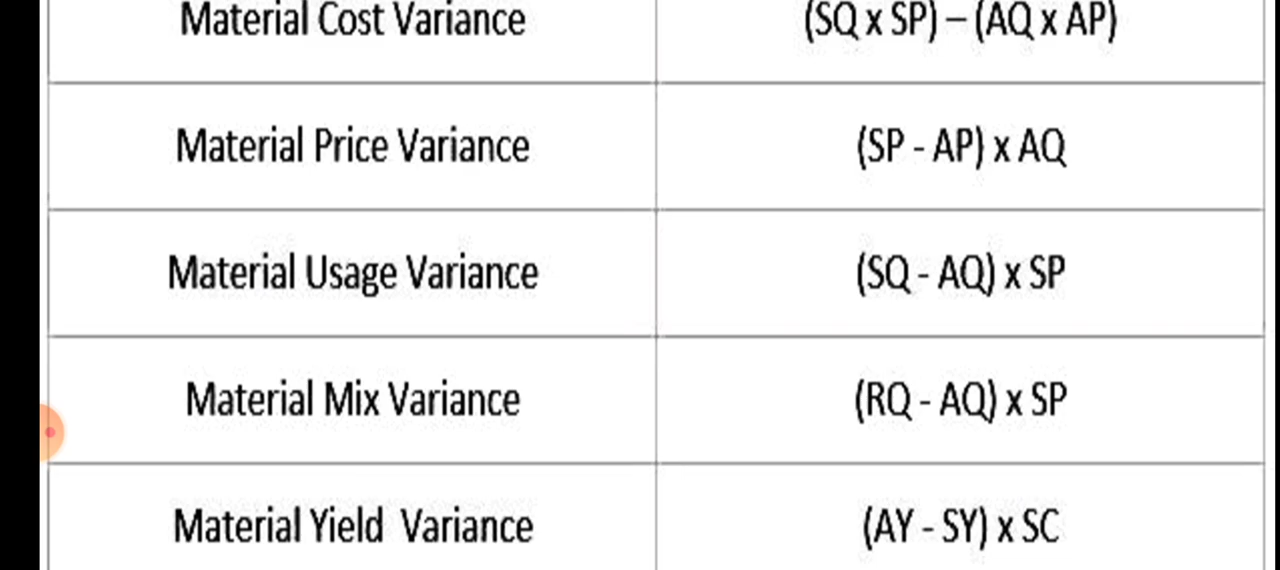 Material Cost Variance
(SQ x SP) – (AQ x AP)
Material Price Variance
(SP - AP) x AQ
Material Usage Variance
(SQ - AQ) x SP
Material Mix Variance
(RQ - AQ) x SP
Material Yield Variance
(AY - SY) x SC